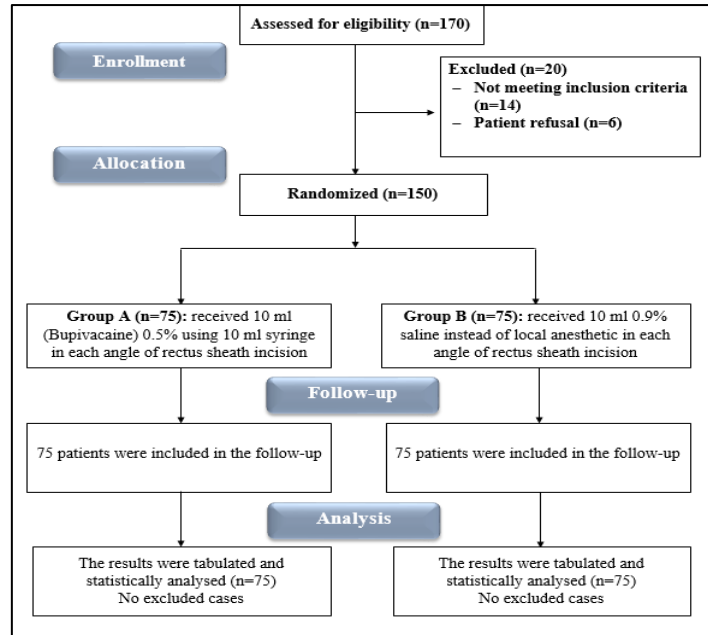 Assessed for eligibility (n=170)
Enrollment
Excluded (n=20)
– Not meeting inclusion criteria
(n=14)
– Patient refusal (n=6)
Allocation
Randomized (n=150)
Group A (n=75): received 10 ml
(Bupivacaine) 0.5% using 10 ml syringe
in each angle of rectus sheath incision
Group B (n=75): received 10 ml 0.9%
saline instead of local anesthetic in each
angle of rectus sheath incision
Follow-up
75 patients were included in the follow-up
75 patients were included in the follow-up
Analysis
The results were tabulated and
statistically analysed (n=75)
No excluded cases
The results were tabulated and
statistically analysed (n=75)
No excluded cases